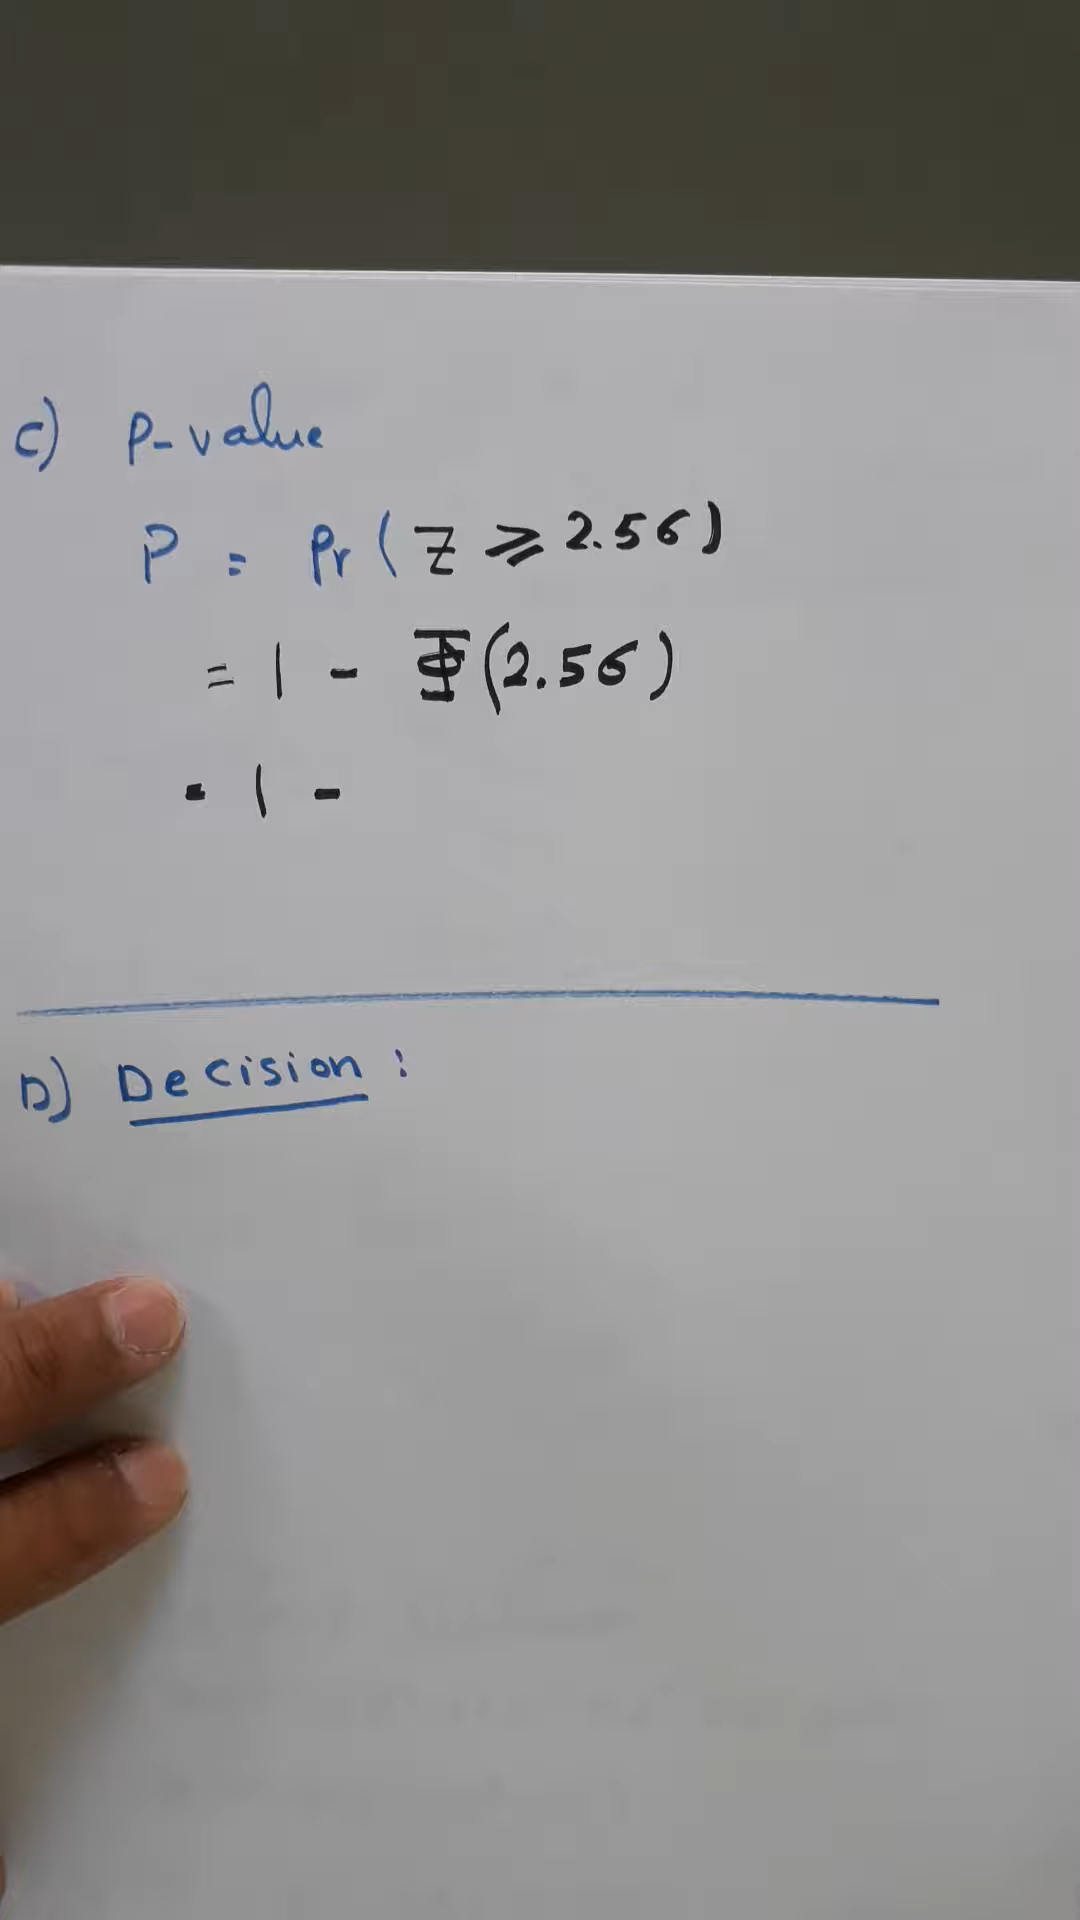 c) P-value
P = Pr( Z ⩾ 2.56)
= 1 - Φ(2.56)
= 1 -
D) Decision :